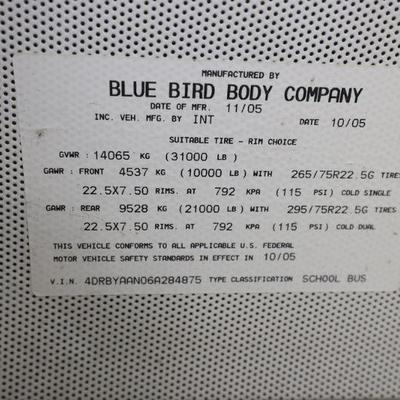 MANUFACTURED BY
BLUE BIRD BODY COMPANY
DATE OF MFR. 11/05
INC. VEH. MFG. BY INT DATE 10/05
SUITABLE TIRE - RIM CHOICE
GVWR: 14065 KG (31000 LB)
GAWR: FRONT 4537 KG (10000 LB) WITH 265/75R22.5G TIRES
22.5X7.50 RIMS. AT 792 KPA (115 PSI) COLD SINGLE
GAWR: REAR 9528 KG (21000 LB) WITH 295/75R22.5G TIRES
22.5X7.50 RIMS. AT 792 KPA (115 PSI) COLD DUAL
THIS VEHICLE CONFORMS TO ALL APPLICABLE U.S. FEDERAL
MOTOR VEHICLE SAFETY STANDARDS IN EFFECT IN 10/05
V.I.N. 4DRBYAAN06A284875 TYPE CLASSIFICATION SCHOOL BUS